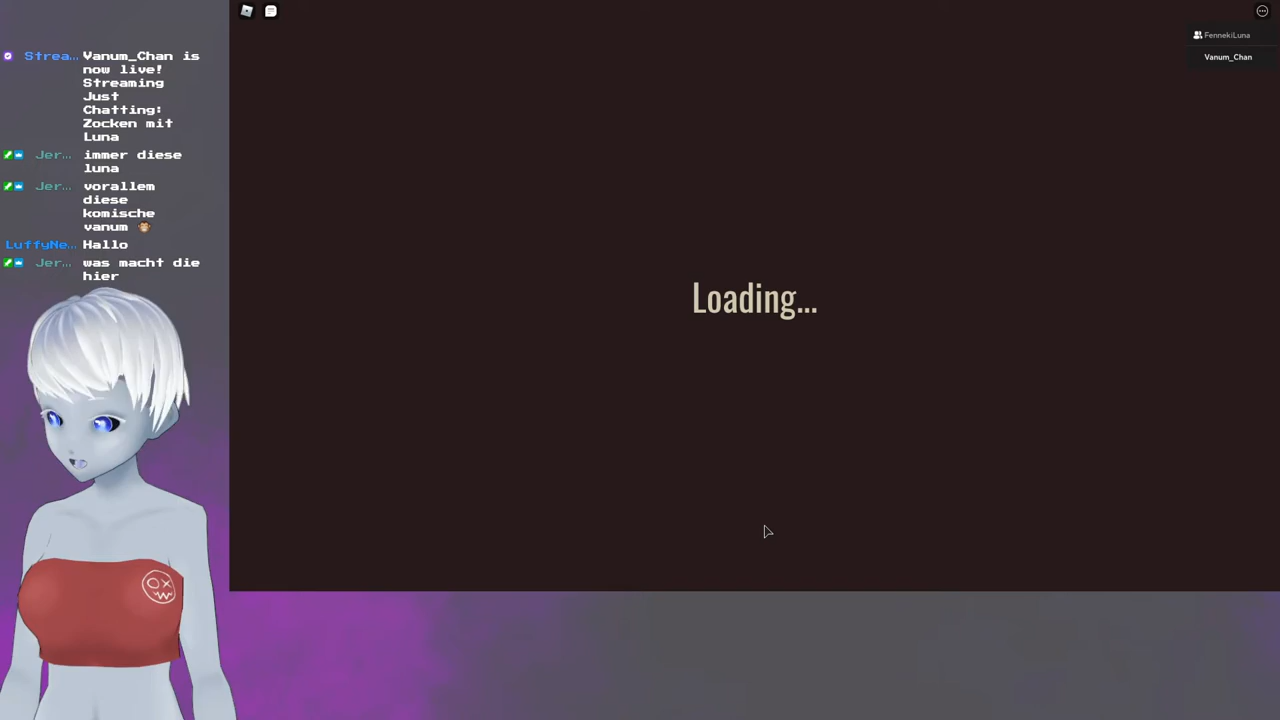 Strea... Vanum_Chan is
now live!
Streaming
Just
Chatting:
Zocken mit
Luna
Jer... immer diese
luna
Jer... vorallem
diese
komische
vanum
LuffyNe... Hallo
Jer... was macht die
hier
Loading...
FennekiLuna
Vanum_Chan